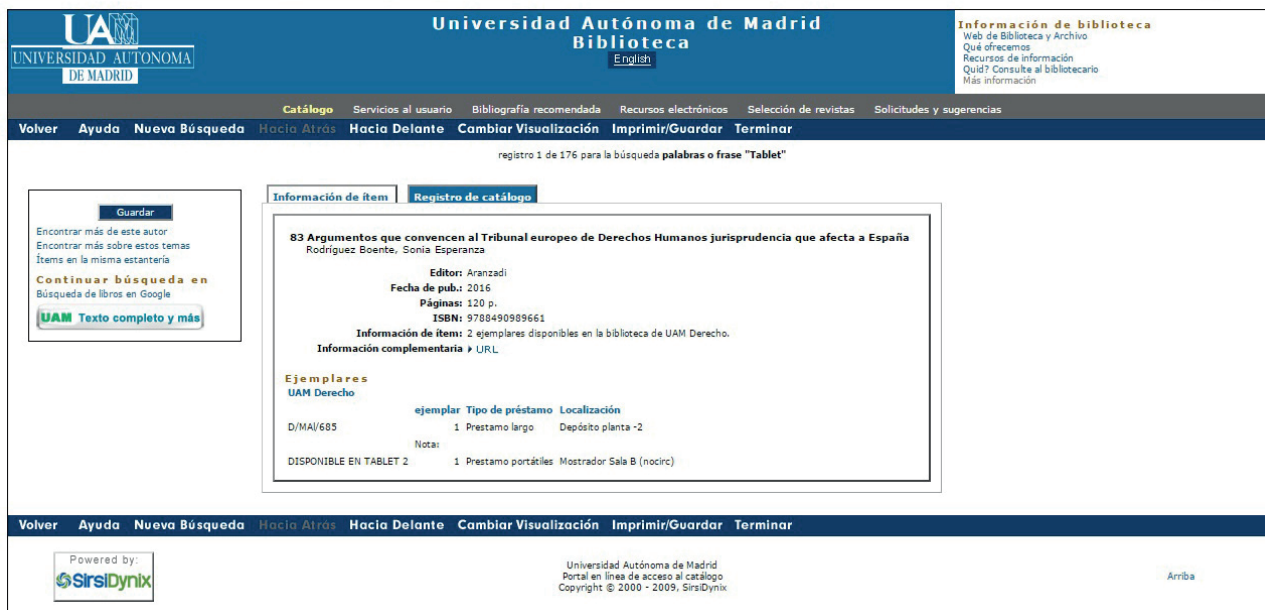 UAM
UNIVERSIDAD AUTONOMA
DE MADRID
Universidad Autónoma de Madrid
Biblioteca
English
Información de biblioteca
Web de Biblioteca y Archivo
Qué ofrecemos
Recursos de información
Quid? Consulte al bibliotecario
Más información
Catálogo Servicios al usuario Bibliografía recomendada Recursos electrónicos Selección de revistas Solicitudes y sugerencias
Volver Ayuda Nueva Búsqueda Hacia Atrás Hacia Delante Cambiar Visualización Imprimir/Guardar Terminar
registro 1 de 176 para la búsqueda palabras o frase "Tablet"
Guardar
Encontrar más de este autor
Encontrar más sobre estos temas
Ítems en la misma estantería
Continuar búsqueda en
Búsqueda de libros en Google
UAM Texto completo y más
Información de ítem Registro de catálogo
83 Argumentos que convencen al Tribunal europeo de Derechos Humanos jurisprudencia que afecta a España
Rodríguez Boente, Sonia Esperanza
Editor: Aranzadi
Fecha de pub.: 2016
Páginas: 120 p.
ISBN: 9788490989661
Información de ítem: 2 ejemplares disponibles en la biblioteca de UAM Derecho.
Información complementaria URL
Ejemplares
UAM Derecho
ejemplar Tipo de préstamo Localización
D/MAI/685 1 Prestamo largo Depósito planta -2
Nota:
DISPONIBLE EN TABLET 2 1 Prestamo portátiles Mostrador Sala B (nocirc)
Volver Ayuda Nueva Búsqueda Hacia Atrás Hacia Delante Cambiar Visualización Imprimir/Guardar Terminar
Powered by:
SirsiDynix
Universidad Autónoma de Madrid
Portal en línea de acceso al catálogo
Copyright © 2000 - 2009, SirsiDynix
Arriba